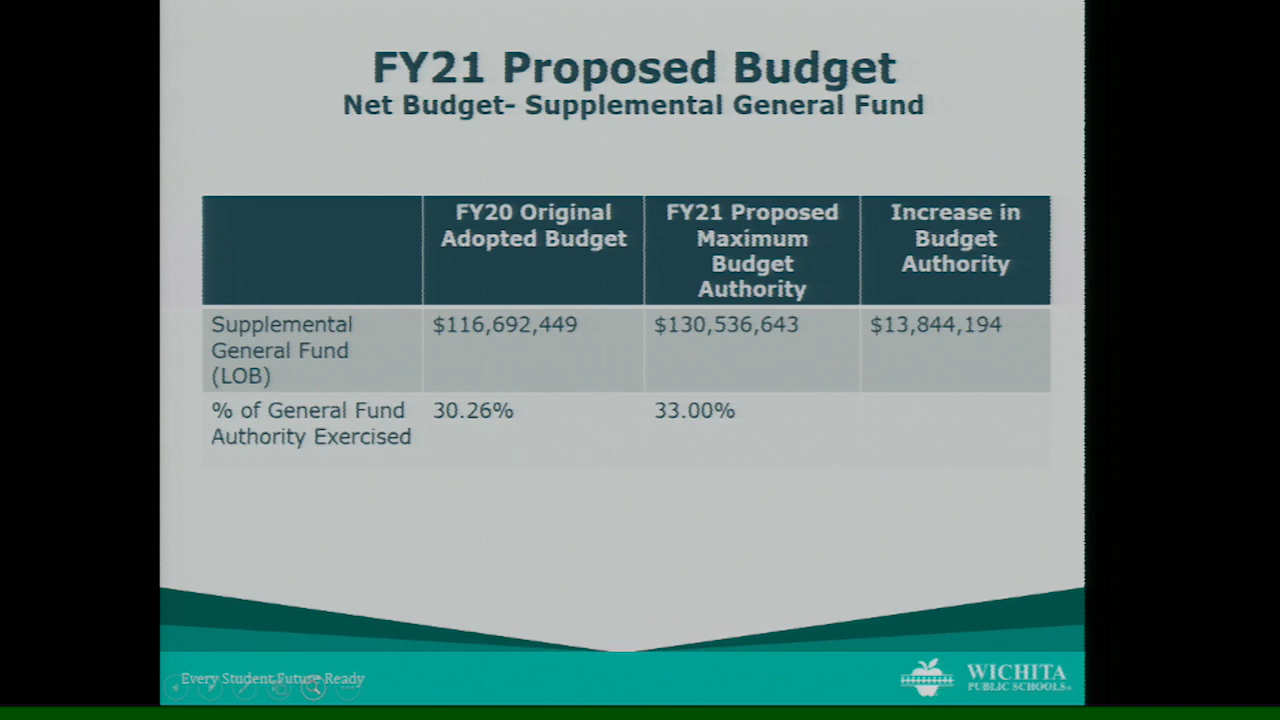 FY21 Proposed Budget
Net Budget- Supplemental General Fund
FY20 Original
Adopted Budget
FY21 Proposed
Maximum
Budget
Authority
Increase in
Budget
Authority
Supplemental
General Fund
(LOB)
$116,692,449
$130,536,643
$13,844,194
% of General Fund
Authority Exercised
30.26%
33.00%
Every Student Future Ready
WICHITA
PUBLIC SCHOOLS